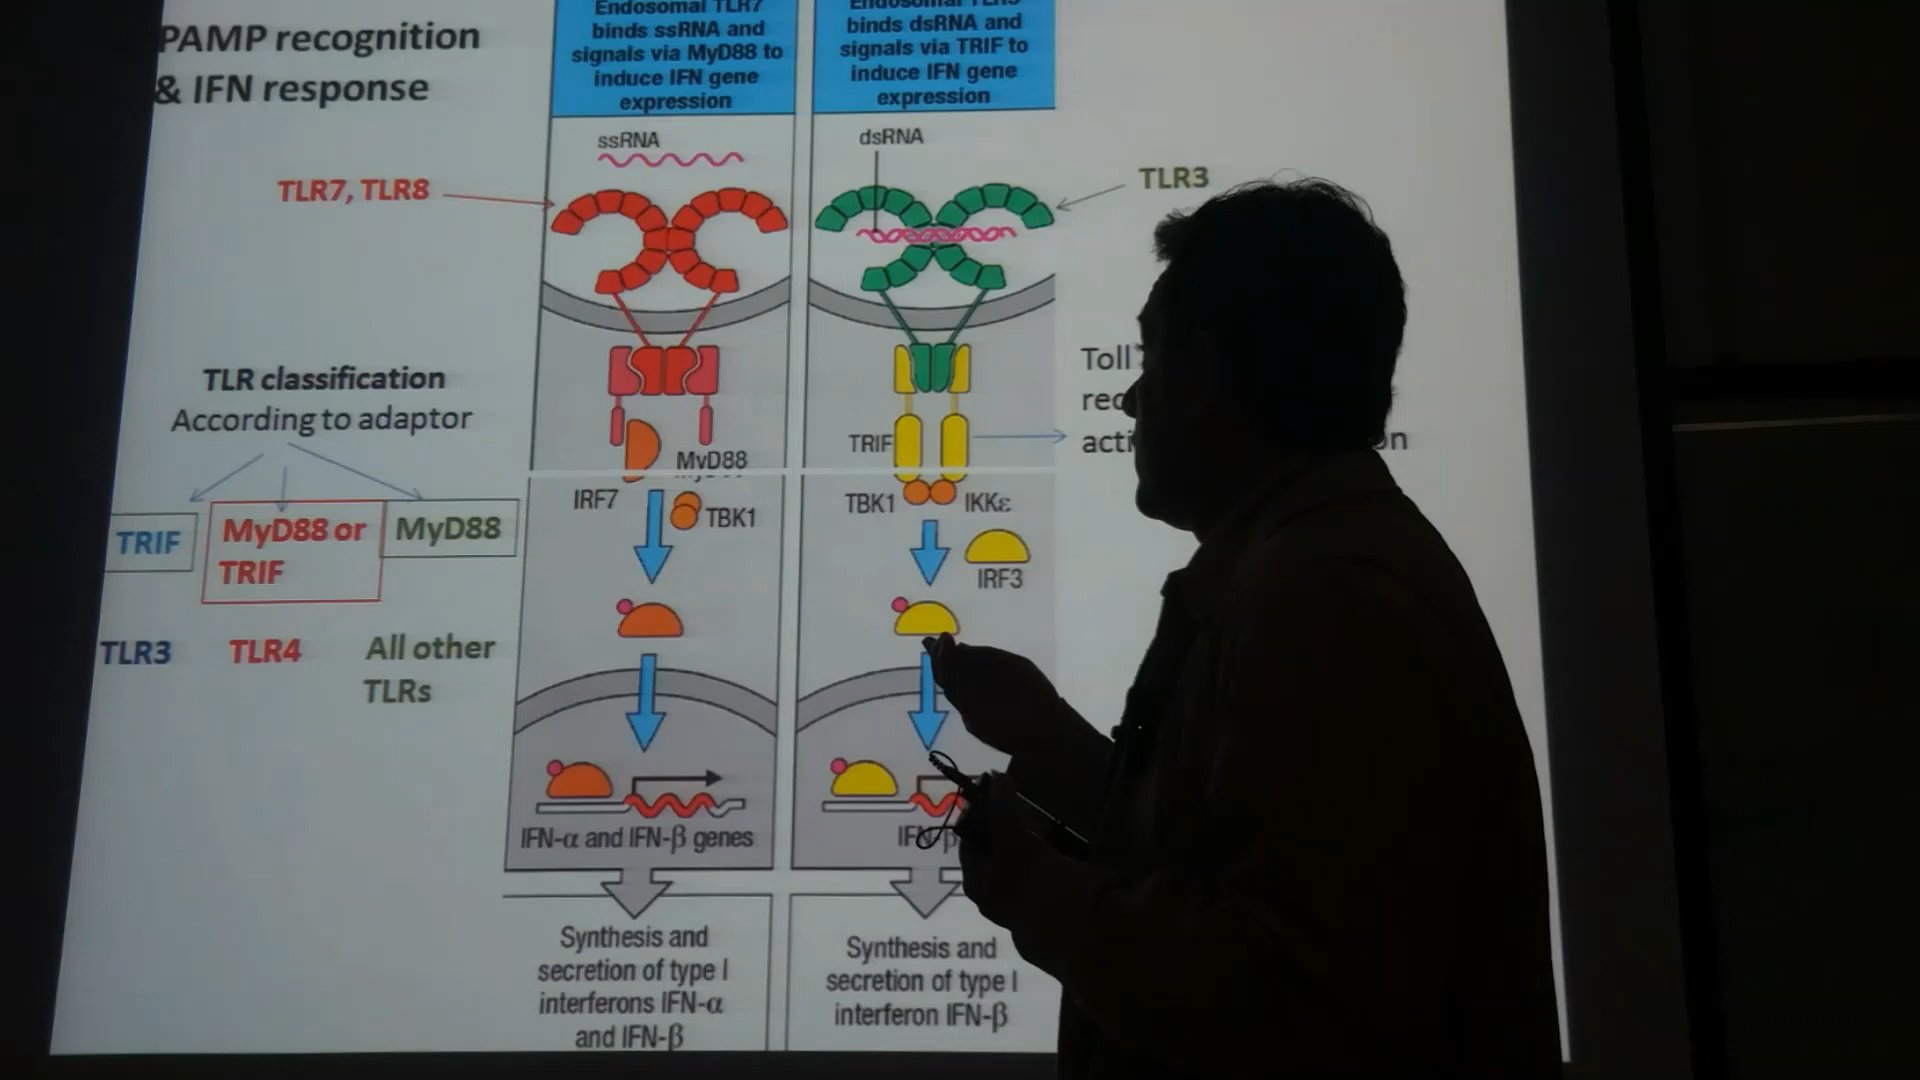 PAMP recognition
& IFN response
Endosomal TLR7
binds ssRNA and
signals via MyD88 to
induce IFN gene
expression
binds dsRNA and
signals via TRIF to
induce IFN gene
expression
ssRNA
dsRNA
TLR7, TLR8
TLR3
TLR classification
According to adaptor
Toll
TRIF
MyD88
IRF7
TBK1
TBK1
IKKε
IRF3
TRIF
MyD88 or
TRIF
MyD88
TLR3
TLR4
All other
TLRs
IFN-α and IFN-β genes
Synthesis and
secretion of type I
interferons IFN-α
and IFN-β
Synthesis and
secretion of type I
interferon IFN-β